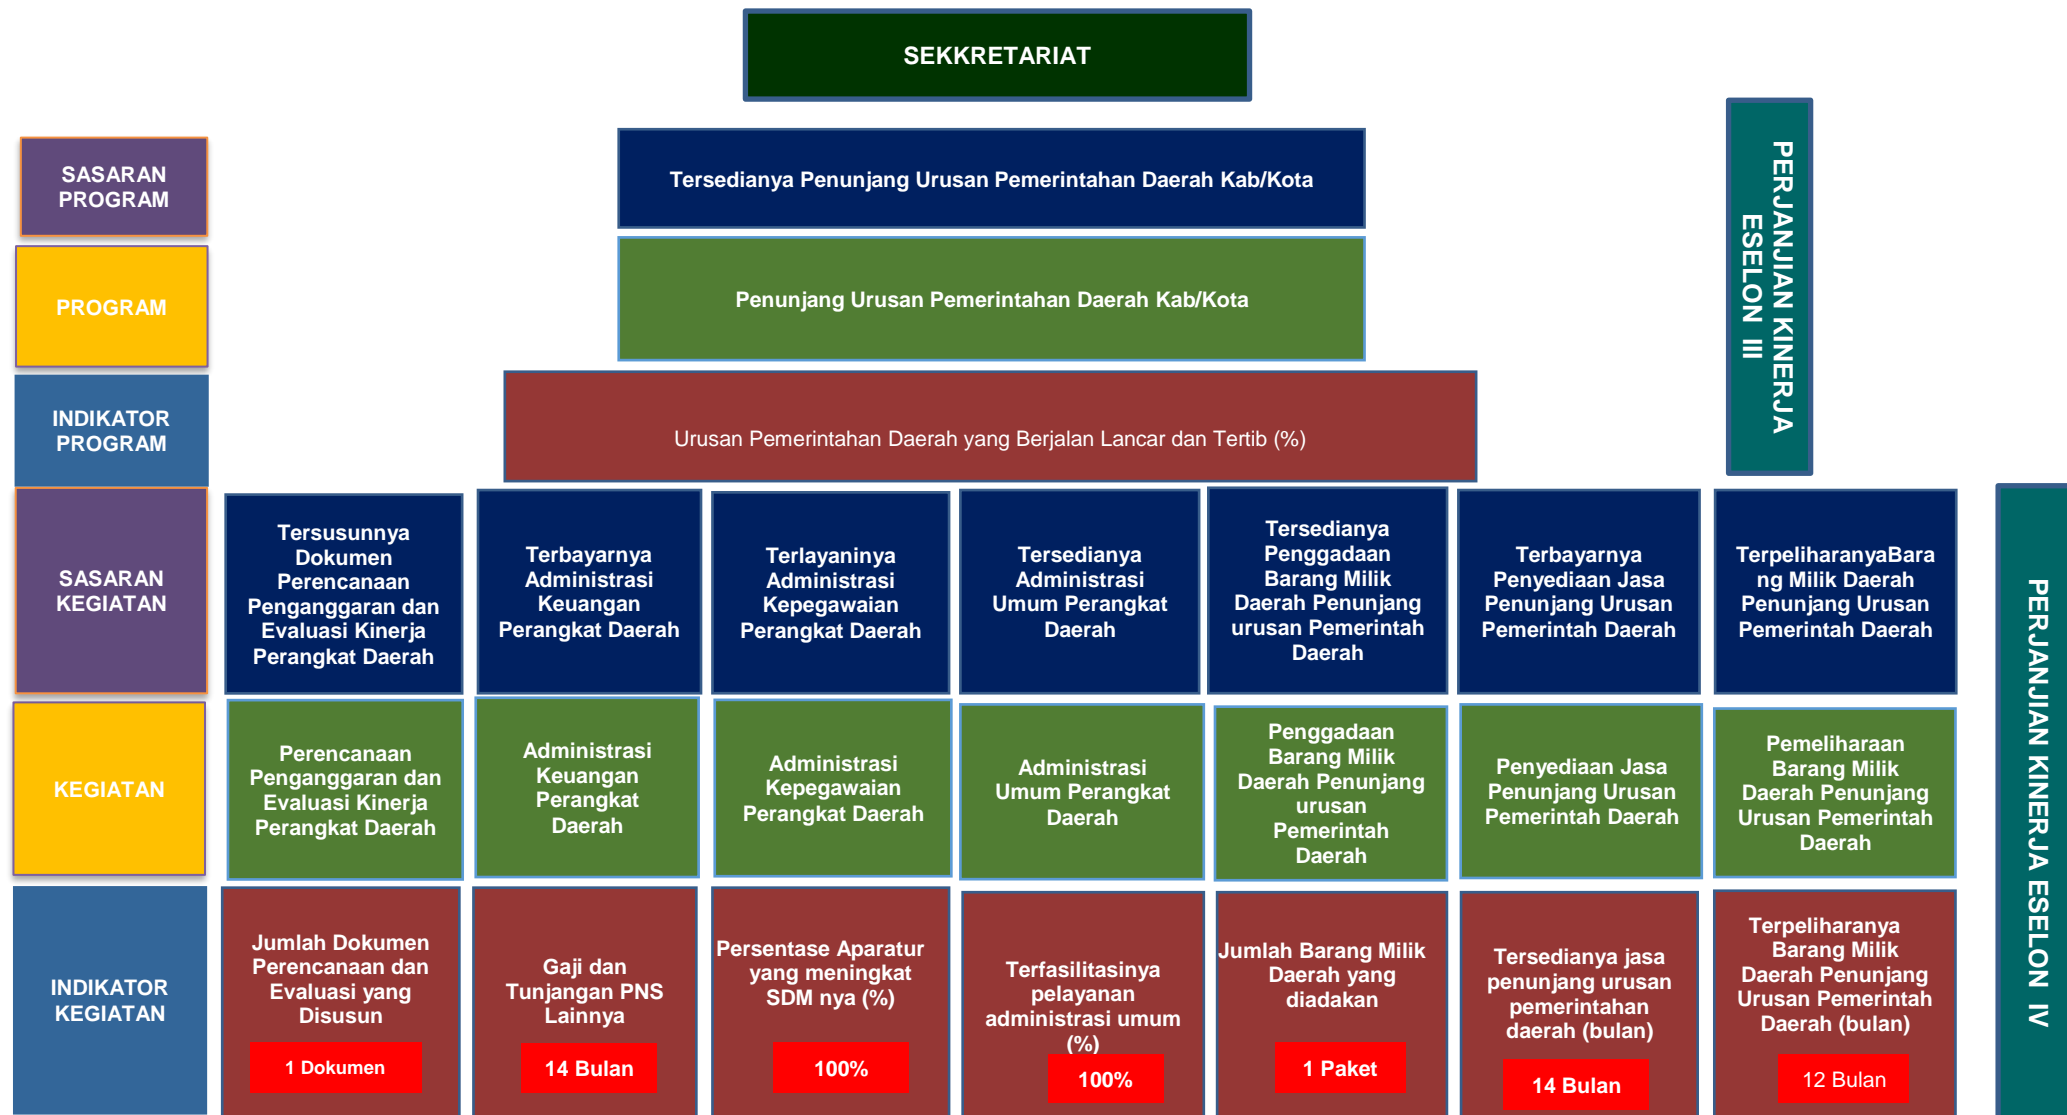 SEKKRETARIAT
PERJANJIAN KINERJA
ESELON III
SASARAN
PROGRAM
Tersedianya Penunjang Urusan Pemerintahan Daerah Kab/Kota
PROGRAM
Penunjang Urusan Pemerintahan Daerah Kab/Kota
INDIKATOR
PROGRAM
Urusan Pemerintahan Daerah yang Berjalan Lancar dan Tertib (%)
PERJANJIAN KINERJA ESELON IV
SASARAN
KEGIATAN
Tersusunnya
Dokumen
Perencanaan
Penganggaran dan
Evaluasi Kinerja
Perangkat Daerah
Terbayarnya
Administrasi
Keuangan
Perangkat Daerah
Terlayaninya
Administrasi
Kepegawaian
Perangkat Daerah
Tersedianya
Administrasi
Umum Perangkat
Daerah
Tersedianya
Penggadaan
Barang Milik
Daerah Penunjang
urusan Pemerintah
Daerah
Terbayarnya
Penyediaan Jasa
Penunjang Urusan
Pemerintah Daerah
TerpeliharanyaBara
ng Milik Daerah
Penunjang Urusan
Pemerintah Daerah
KEGIATAN
Perencanaan
Penganggaran dan
Evaluasi Kinerja
Perangkat Daerah
Administrasi
Keuangan
Perangkat
Daerah
Administrasi
Kepegawaian
Perangkat Daerah
Administrasi
Umum Perangkat
Daerah
Penggadaan
Barang Milik
Daerah Penunjang
urusan
Pemerintah
Daerah
Penyediaan Jasa
Penunjang Urusan
Pemerintah Daerah
Pemeliharaan
Barang Milik
Daerah Penunjang
Urusan Pemerintah
Daerah
INDIKATOR
KEGIATAN
Jumlah Dokumen
Perencanaan dan
Evaluasi yang
Disusun
1 Dokumen
Gaji dan
Tunjangan PNS
Lainnya
14 Bulan
Persentase Aparatur
yang meningkat
SDM nya (%)
100%
Terfasilitasinya
pelayanan
administrasi umum
(%)
100%
Jumlah Barang Milik
Daerah yang
diadakan
1 Paket
Tersedianya jasa
penunjang urusan
pemerintahan
daerah (bulan)
14 Bulan
Terpeliharanya
Barang Milik
Daerah Penunjang
Urusan Pemerintah
Daerah (bulan)
12 Bulan